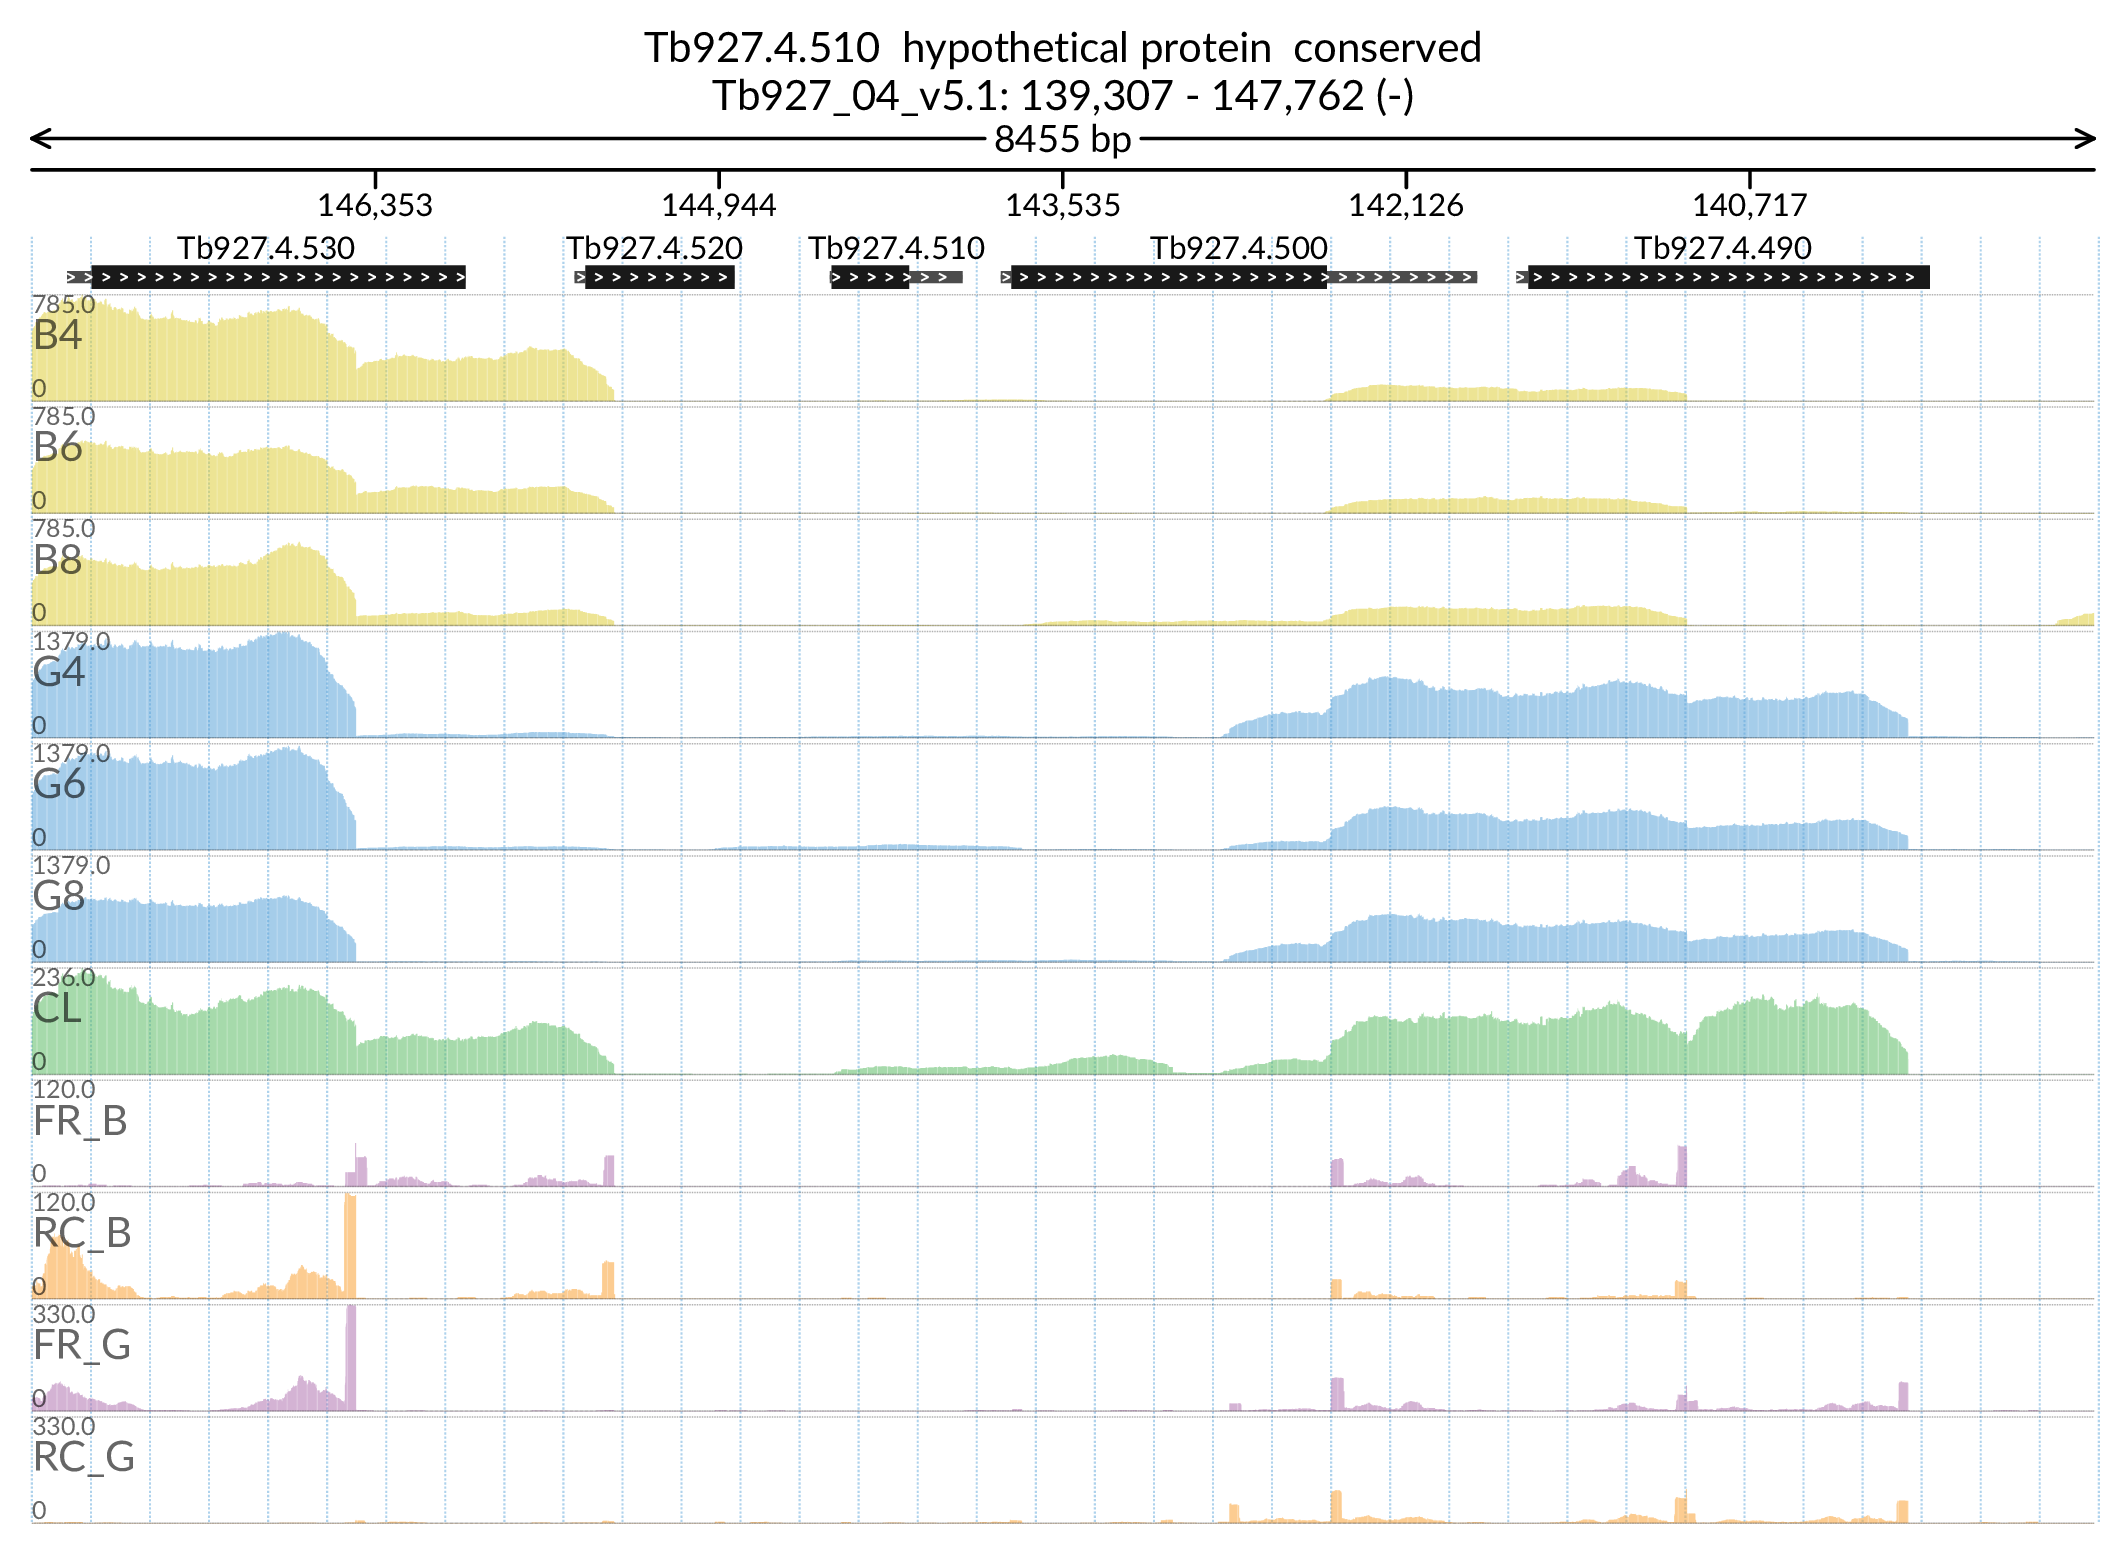 Tb927.4.510  hypothetical protein  conserved
Tb927_04_v5.1: 139,307 - 147,762 (-)
8455 bp
146,353 144,944 143,535 142,126 140,717
Tb927.4.530 Tb927.4.520 Tb927.4.510 Tb927.4.500 Tb927.4.490
785.0
B4
0
785.0
B6
0
785.0
B8
0
1379.0
G4
0
1379.0
G6
0
1379.0
G8
0
236.0
CL
0
120.0
FR_B
0
120.0
RC_B
0
330.0
FR_G
0
330.0
RC_G
0